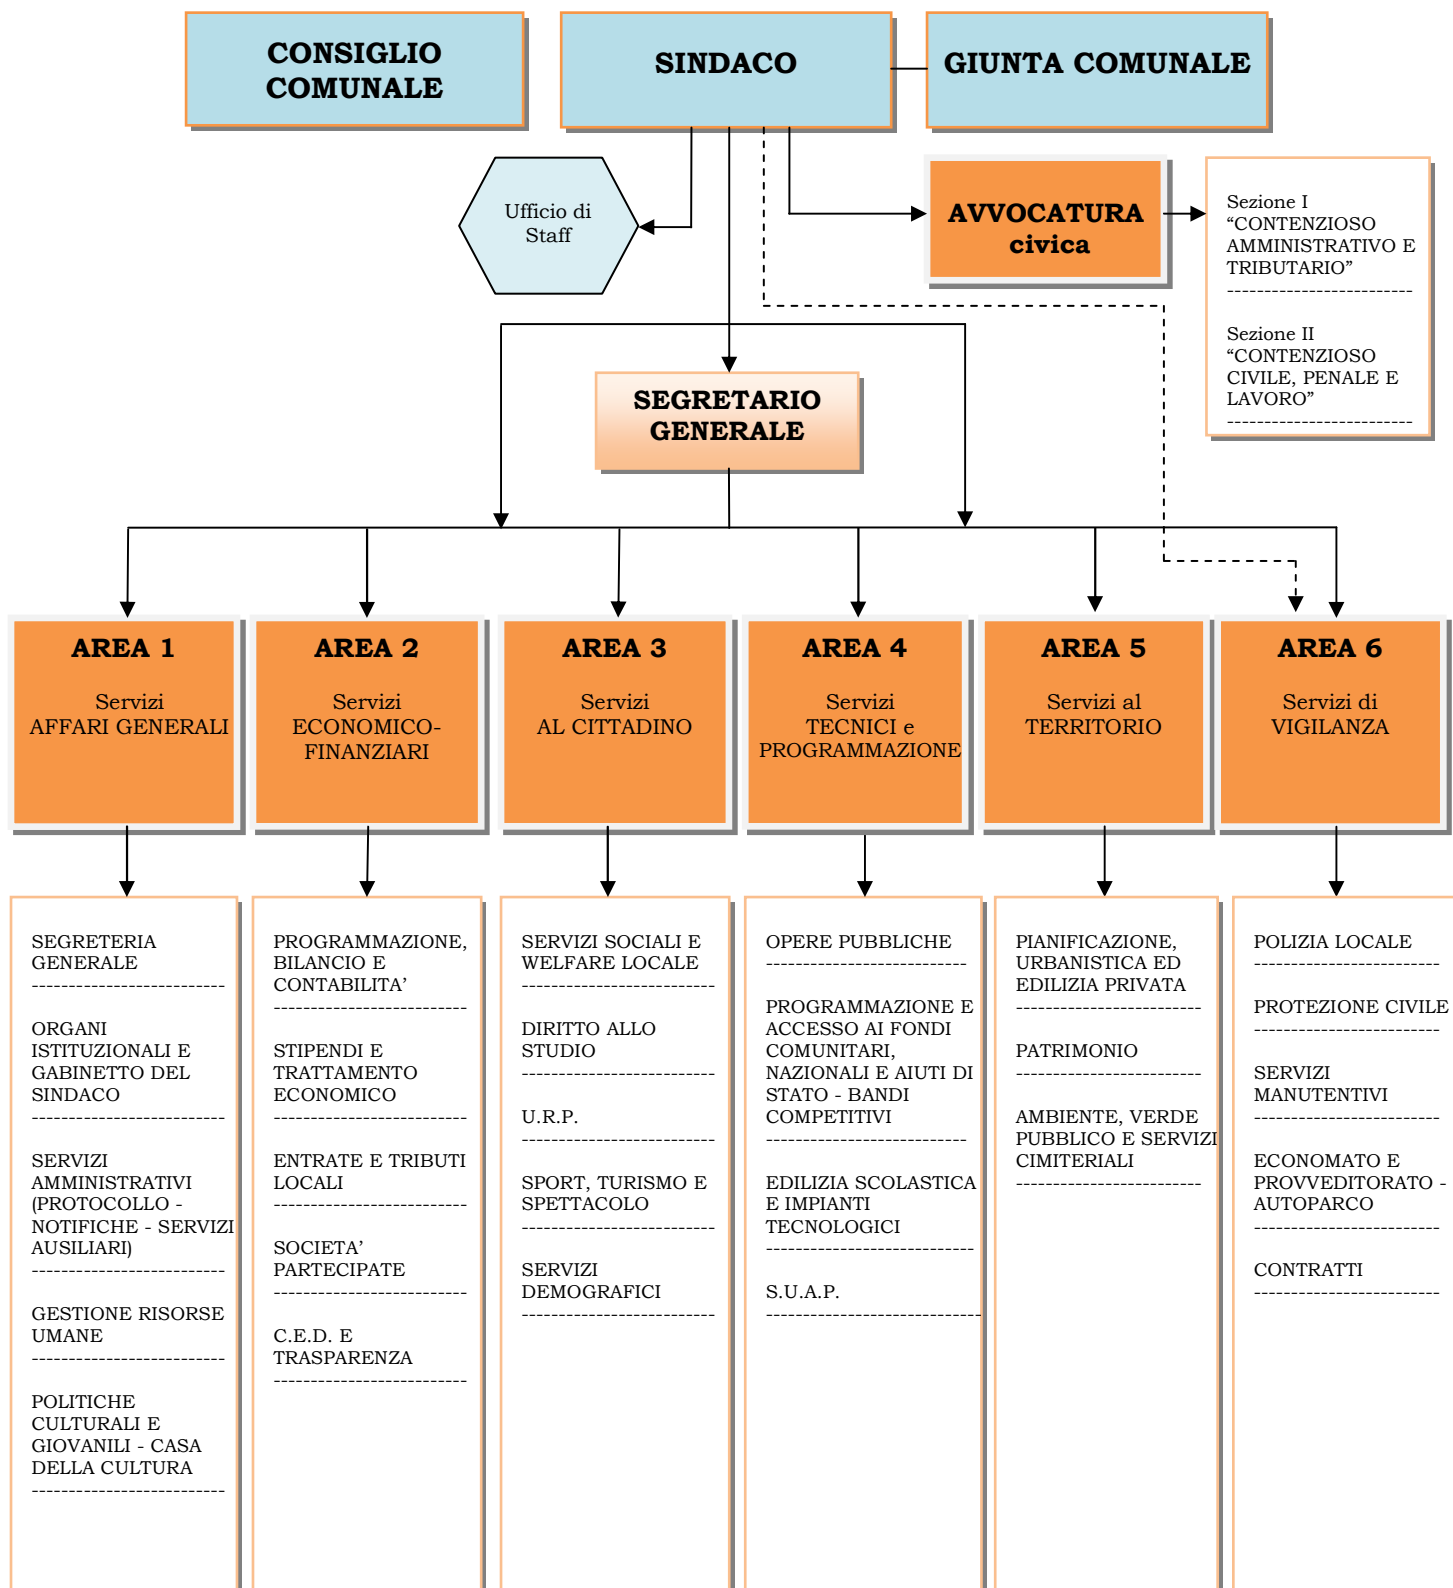 CONSIGLIO
COMUNALE
SINDACO
GIUNTA COMUNALE
Ufficio di
Staff
AVVOCATURA
civica
Sezione I
“CONTENZIOSO
AMMINISTRATIVO E
TRIBUTARIO”
-------------------------
Sezione II
“CONTENZIOSO
CIVILE, PENALE E
LAVORO”
-------------------------
SEGRETARIO
GENERALE
AREA 1
Servizi
AFFARI GENERALI
AREA 2
Servizi
ECONOMICO-
FINANZIARI
AREA 3
Servizi
AL CITTADINO
AREA 4
Servizi
TECNICI e
PROGRAMMAZIONE
AREA 5
Servizi al
TERRITORIO
AREA 6
Servizi di
VIGILANZA
SEGRETERIA
GENERALE
--------------------------
ORGANI
ISTITUZIONALI E
GABINETTO DEL
SINDACO
--------------------------
SERVIZI
AMMINISTRATIVI
(PROTOCOLLO -
NOTIFICHE - SERVIZI
AUSILIARI)
--------------------------
GESTIONE RISORSE
UMANE
--------------------------
POLITICHE
CULTURALI E
GIOVANILI - CASA
DELLA CULTURA
--------------------------
PROGRAMMAZIONE,
BILANCIO E
CONTABILITA’
--------------------------
STIPENDI E
TRATTAMENTO
ECONOMICO
--------------------------
ENTRATE E TRIBUTI
LOCALI
--------------------------
SOCIETA’
PARTECIPATE
--------------------------
C.E.D. E
TRASPARENZA
--------------------------
SERVIZI SOCIALI E
WELFARE LOCALE
--------------------------
DIRITTO ALLO
STUDIO
--------------------------
U.R.P.
--------------------------
SPORT, TURISMO E
SPETTACOLO
--------------------------
SERVIZI
DEMOGRAFICI
--------------------------
OPERE PUBBLICHE
---------------------------
PROGRAMMAZIONE E
ACCESSO AI FONDI
COMUNITARI,
NAZIONALI E AIUTI DI
STATO - BANDI
COMPETITIVI
---------------------------
EDILIZIA SCOLASTICA
E IMPIANTI
TECNOLOGICI
----------------------------
S.U.A.P.
-----------------------------
PIANIFICAZIONE,
URBANISTICA ED
EDILIZIA PRIVATA
-------------------------
PATRIMONIO
-------------------------
AMBIENTE, VERDE
PUBBLICO E SERVIZI
CIMITERIALI
-------------------------
POLIZIA LOCALE
-------------------------
PROTEZIONE CIVILE
-------------------------
SERVIZI
MANUTENTIVI
-------------------------
ECONOMATO E
PROVVEDITORATO -
AUTOPARCO
-------------------------
CONTRATTI
-------------------------